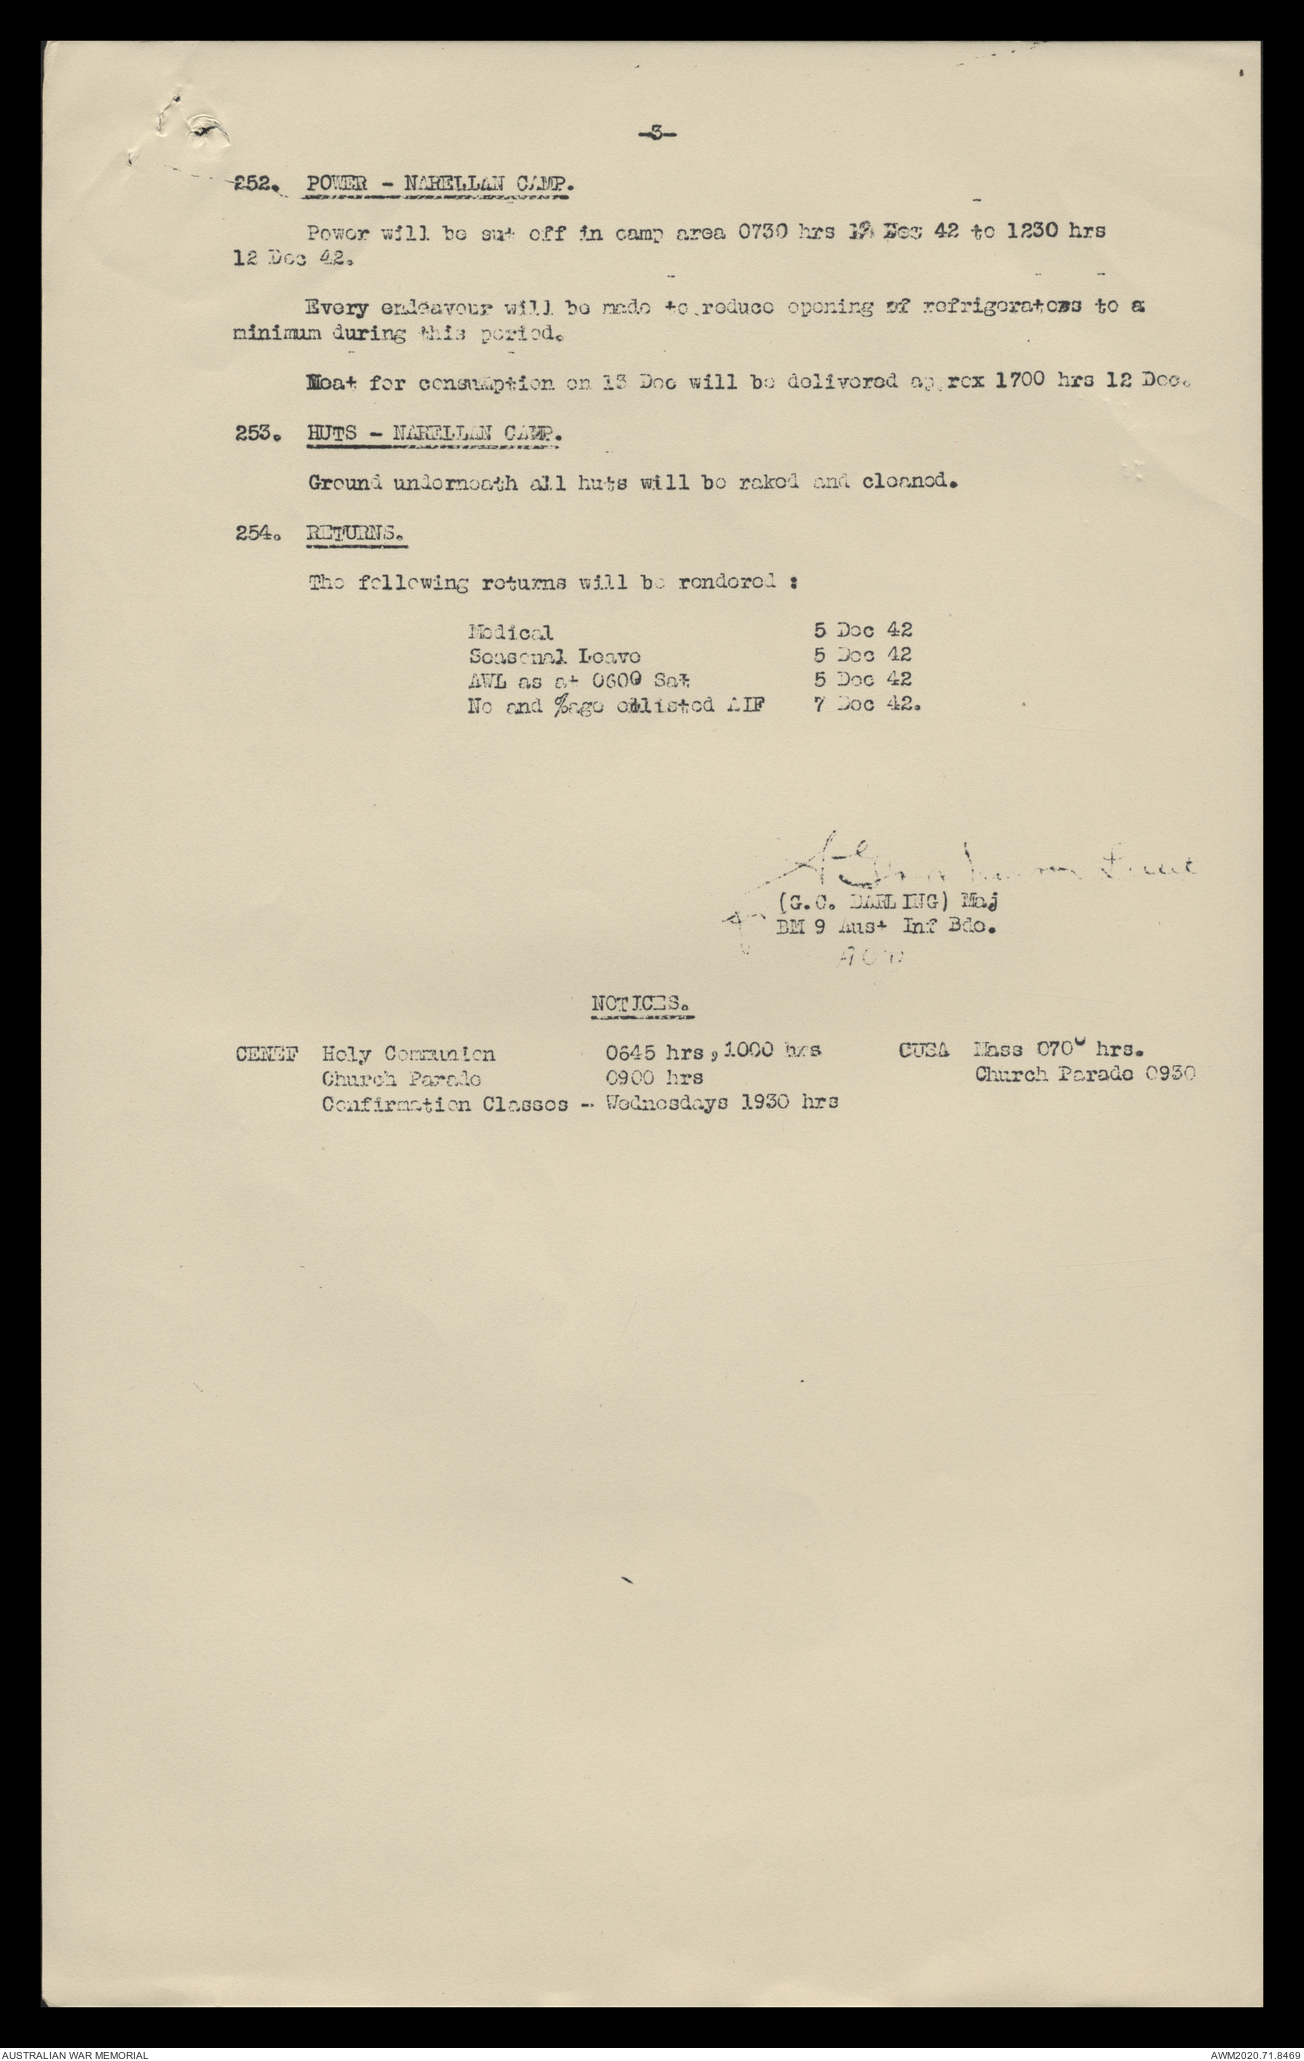 -3-
252. POWER - NARELLAN CAMP.
Power will be sut off in camp area 0730 hrs 12 Dec 42 to 1230 hrs
12 Dec 42.
Every endeavour will be made to reduce opening of refrigerators to a
minimum during this period.
Meat for consumption on 13 Dec will be delivered approx 1700 hrs 12 Dec.
253. HUTS - NARELLAN CAMP.
Ground underneath all huts will be raked and cleaned.
254. RETURNS.
The following returns will be rendered :
Medical 5 Dec 42
Seasonal Leave 5 Dec 42
AWL as at 0600 Sat 5 Dec 42
No and %age enlisted AIF 7 Dec 42.
Lieut
(G.C. DARLING) Maj
BM 9 Aust Inf Bde.
NOTICES.
CENEF Holy Communion 0645 hrs, 1000 hrs CUSA Mass 0700 hrs.
Church Parade 0900 hrs Church Parade 0930
Confirmation Classes - Wednesdays 1930 hrs
AUSTRALIAN WAR MEMORIAL AWM2020.71.8469